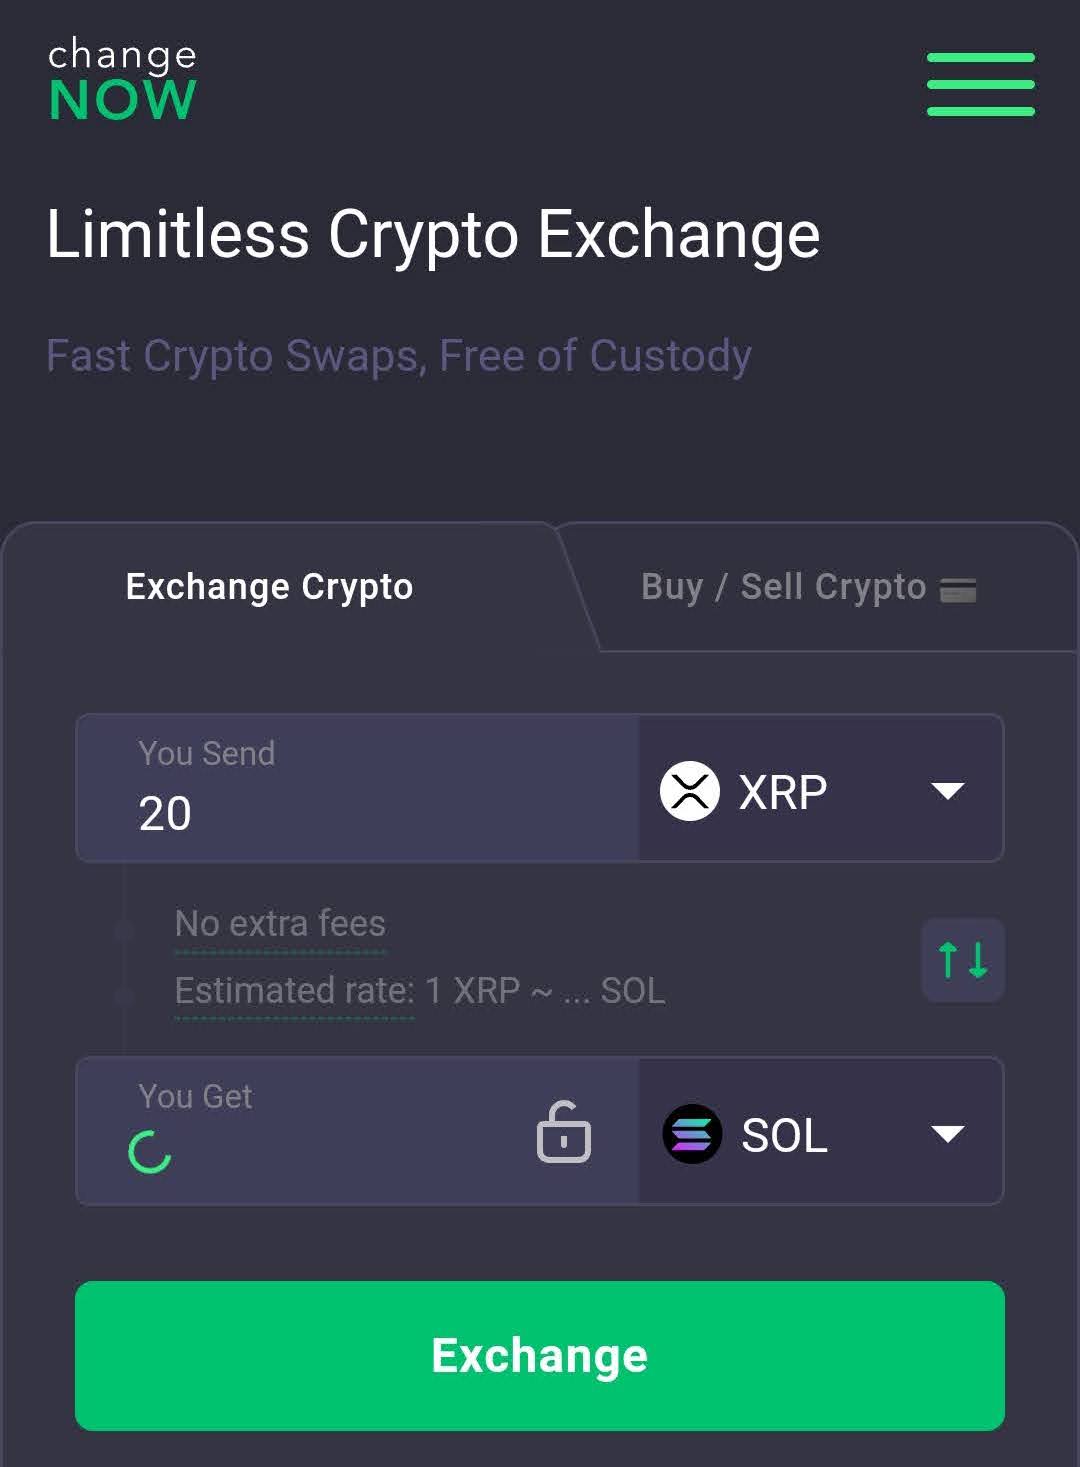 change
NOW
Limitless Crypto Exchange
Fast Crypto Swaps, Free of Custody
Exchange Crypto
Buy / Sell Crypto
You Send
20
XRP
No extra fees
Estimated rate: 1 XRP ~ ... SOL
You Get
SOL
Exchange